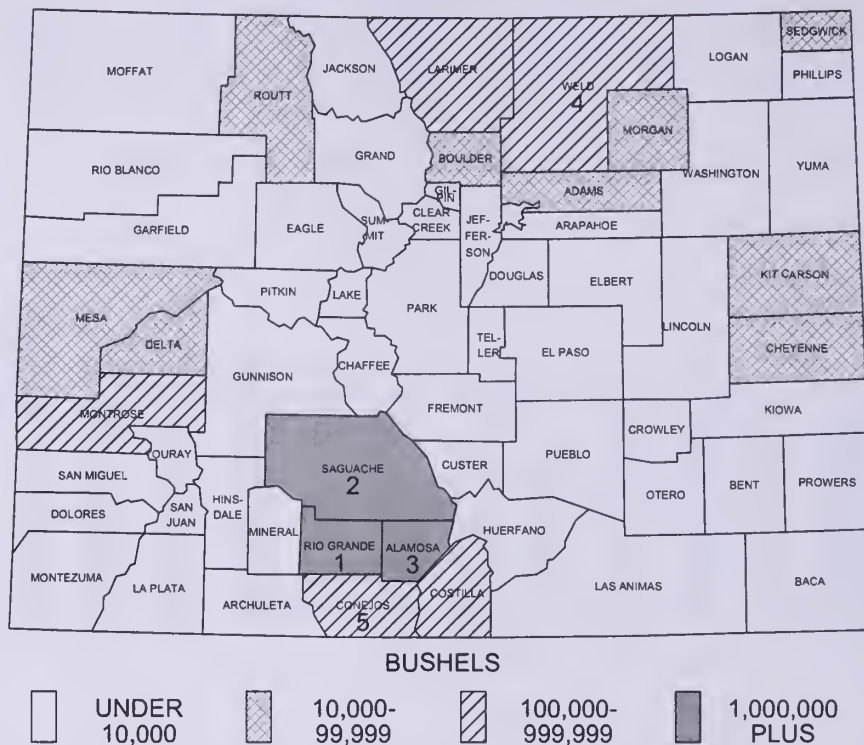 MOFFAT
ROUTT
JACKSON
LARIMER
WELD
4
LOGAN
SEDGWICK
PHILLIPS
MORGAN
RIO BLANCO
GRAND
BOULDER
WASHINGTON
YUMA
GARFIELD
EAGLE
SUM-
MIT
GIL-
PIN
CLEAR
CREEK
JEF-
FER-
SON
ADAMS
ARAPAHOE
DOUGLAS
ELBERT
KIT CARSON
MESA
DELTA
PITKIN
LAKE
PARK
TEL-
LER
EL PASO
LINCOLN
CHEYENNE
GUNNISON
CHAFFEE
MONTROSE
FREMONT
KIOWA
OURAY
SAN MIGUEL
SAGUACHE
2
CUSTER
PUEBLO
CROWLEY
OTERO
BENT
PROWERS
DOLORES
SAN
JUAN
HINS-
DALE
MINERAL
RIO GRANDE
1
ALAMOSA
3
HUERFANO
MONTEZUMA
LA PLATA
ARCHULETA
CONEJOS
5
COSTILLA
LAS ANIMAS
BACA
BUSHELS
UNDER
10,000
10,000-
99,999
100,000-
999,999
1,000,000
PLUS